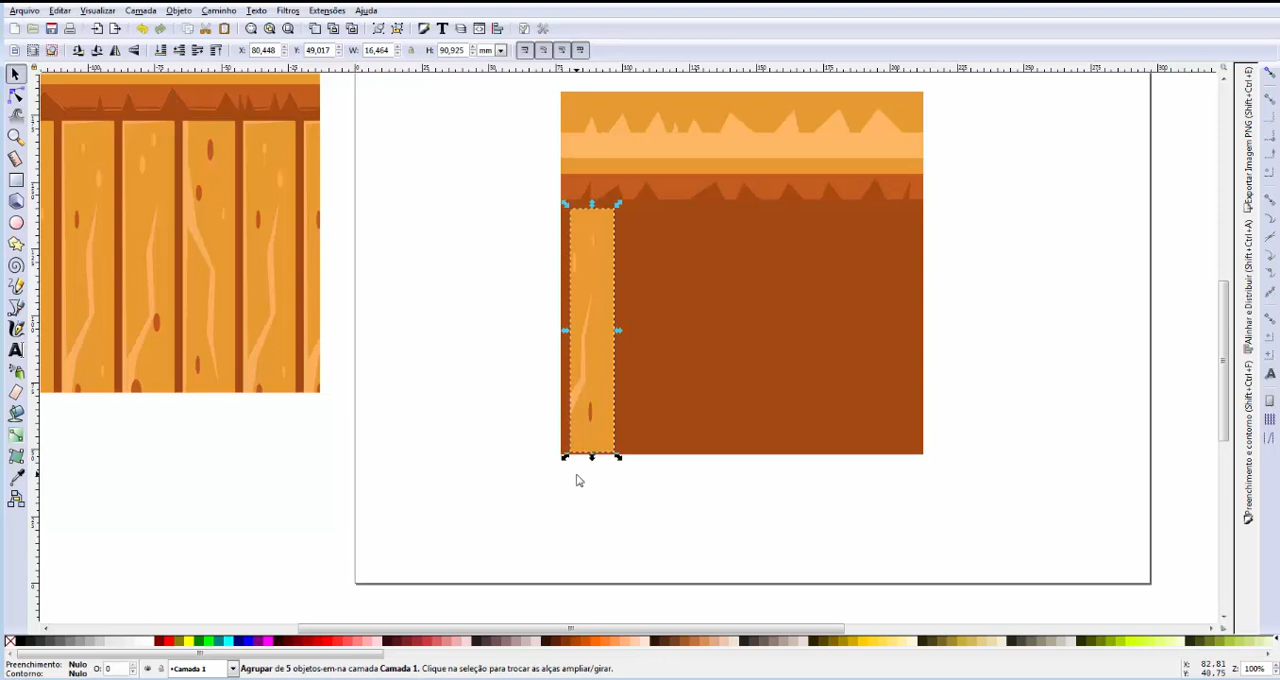 Arquivo Editar Visualizar Camada Objeto Caminho Texto Filtros Extensões Ajuda
X: 80,448 Y: 49,017 W: 16,464 H: 90,925 mm
Exportar Imagem PNG (Shift+Ctrl+E)
Alinhar e Distribuir (Shift+Ctrl+A)
Preenchimento e contorno (Shift+Ctrl+F)
Preenchimento: Nulo
Contorno: Nulo
O: 0
•Camada 1
Agrupar de 5 objetos-em-na camada Camada 1. Clique na seleção para trocar as alças ampliar/girar.
X: 82,81
Y: 40,75
Z: 100%